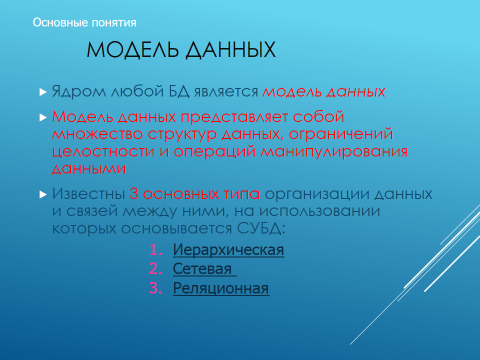 Основные понятия
МОДЕЛЬ ДАННЫХ
Ядром любой БД является модель данных
Модель данных представляет собой
множество структур данных, ограничений
целостности и операций манипулирования
данными
Известны 3 основных типа организации данных
и связей между ними, на использовании
которых основывается СУБД:
1. Иерархическая
2. Сетевая
3. Реляционная